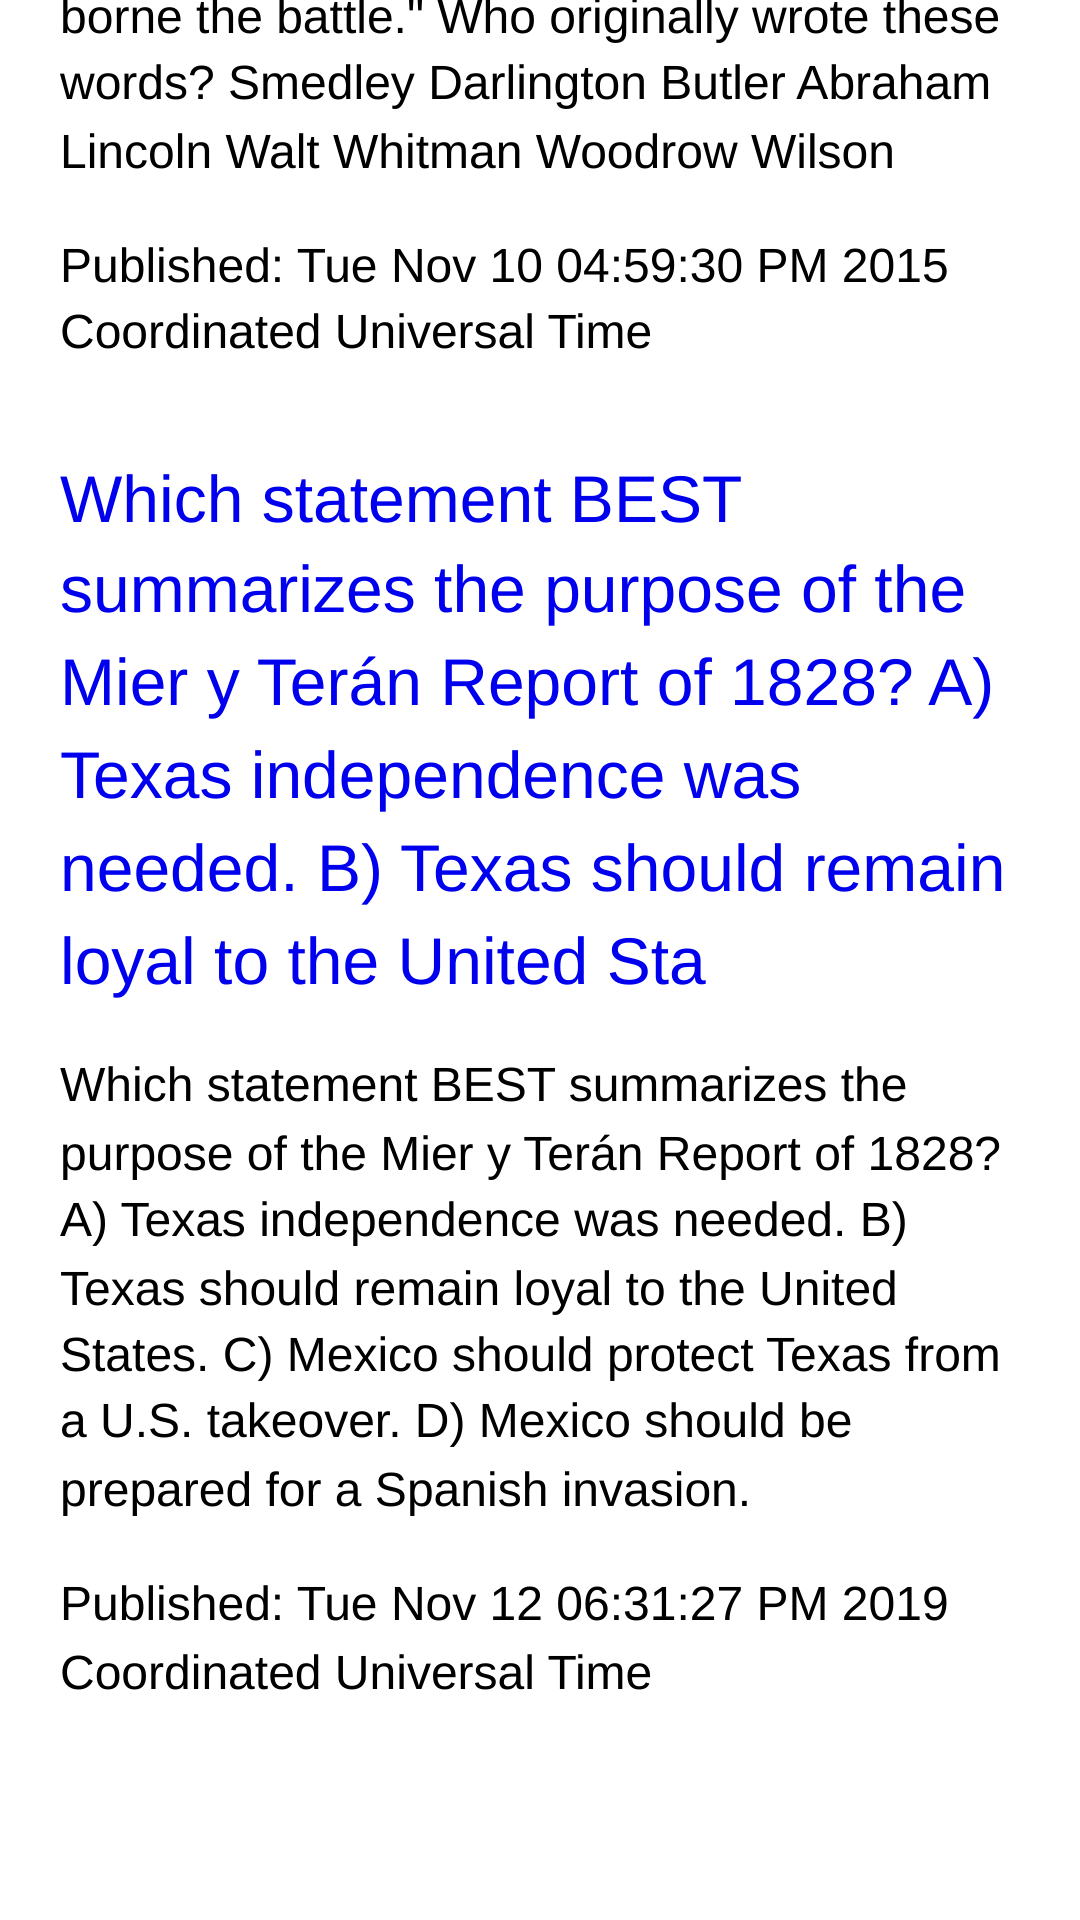 borne the battle." Who originally wrote these
words? Smedley Darlington Butler Abraham
Lincoln Walt Whitman Woodrow Wilson
Published: Tue Nov 10 04:59:30 PM 2015
Coordinated Universal Time
Which statement BEST
summarizes the purpose of the
Mier y Terán Report of 1828? A)
Texas independence was
needed. B) Texas should remain
loyal to the United Sta
Which statement BEST summarizes the
purpose of the Mier y Terán Report of 1828?
A) Texas independence was needed. B)
Texas should remain loyal to the United
States. C) Mexico should protect Texas from
a U.S. takeover. D) Mexico should be
prepared for a Spanish invasion.
Published: Tue Nov 12 06:31:27 PM 2019
Coordinated Universal Time